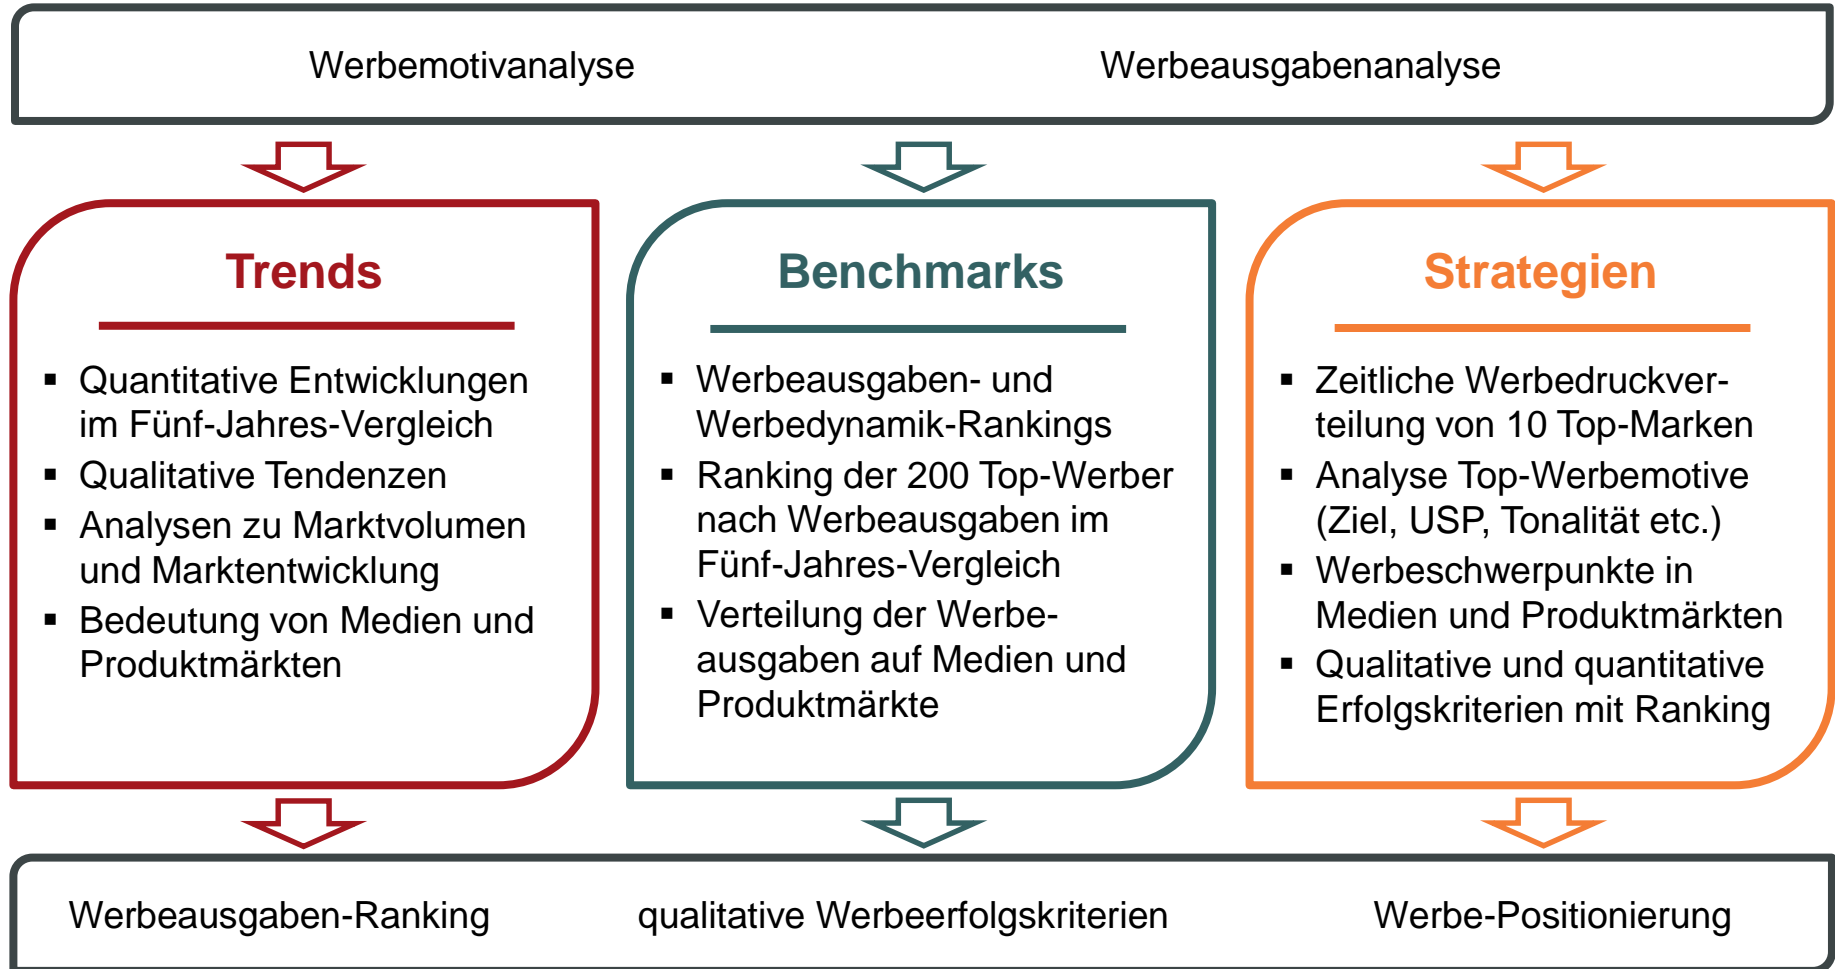 Werbemotivanalyse
Werbeausgabenanalyse
Trends
▪ Quantitative Entwicklungen
im Fünf-Jahres-Vergleich
▪ Qualitative Tendenzen
▪ Analysen zu Marktvolumen
und Marktentwicklung
▪ Bedeutung von Medien und
Produktmärkten
Benchmarks
▪ Werbeausgaben- und
Werbedynamik-Rankings
▪ Ranking der 200 Top-Werber
nach Werbeausgaben im
Fünf-Jahres-Vergleich
▪ Verteilung der Werbe-
ausgaben auf Medien und
Produktmärkte
Strategien
▪ Zeitliche Werbedruckver-
teilung von 10 Top-Marken
▪ Analyse Top-Werbemotive
(Ziel, USP, Tonalität etc.)
▪ Werbeschwerpunkte in
Medien und Produktmärkten
▪ Qualitative und quantitative
Erfolgskriterien mit Ranking
Werbeausgaben-Ranking
qualitative Werbeerfolgskriterien
Werbe-Positionierung